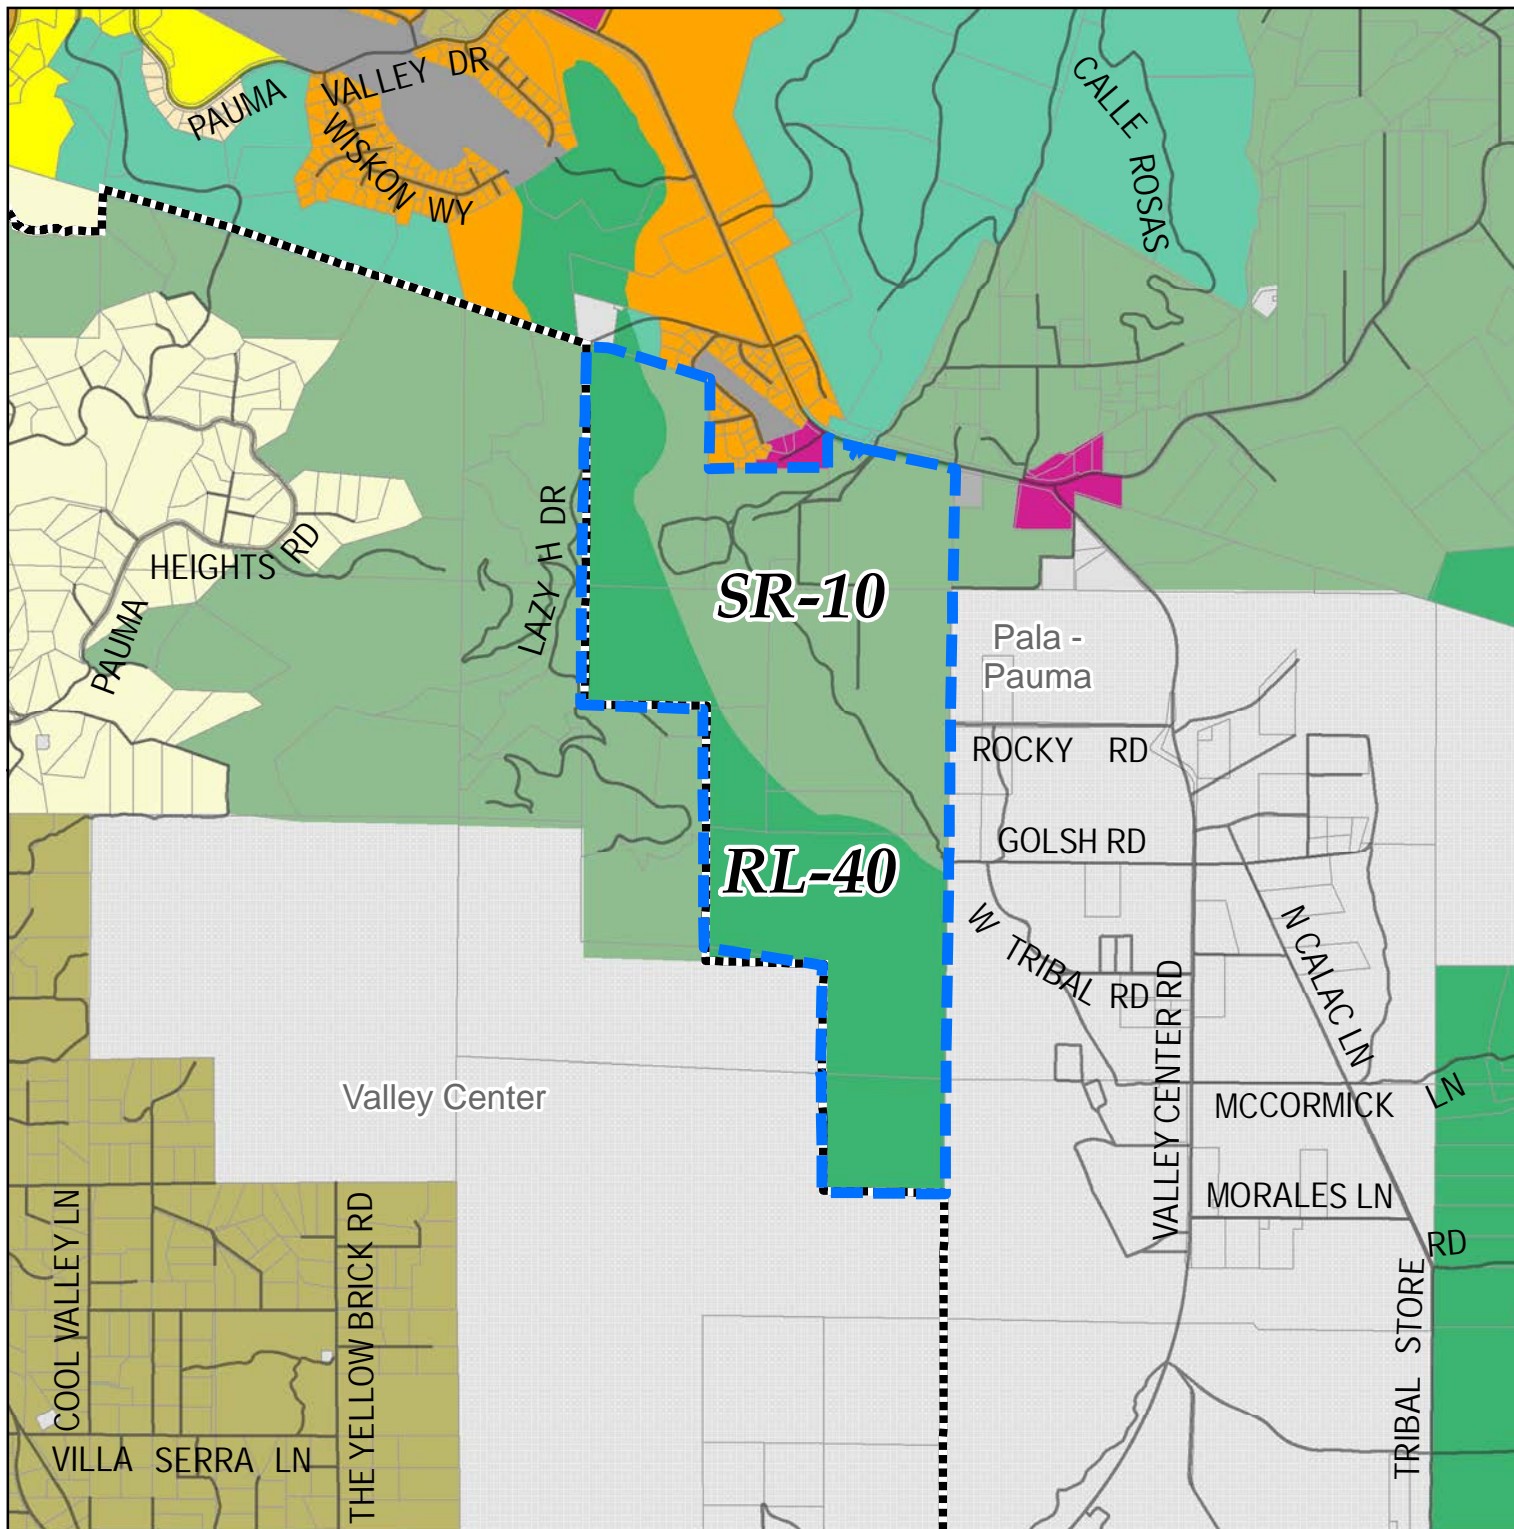 PAUMA VALLEY DR
WISKON WY
CALLE ROSAS
LAZY H DR
PAUMA HEIGHTS RD
SR-10
Pala -
Pauma
ROCKY RD
GOLSH RD
RL-40
W TRIBAL RD
N CALAC LN
VALLEY CENTER RD
Valley Center
MCCORMICK LN
MORALES LN
COOL VALLEY LN
THE YELLOW BRICK RD
TRIBAL STORE RD
VILLA SERRA LN